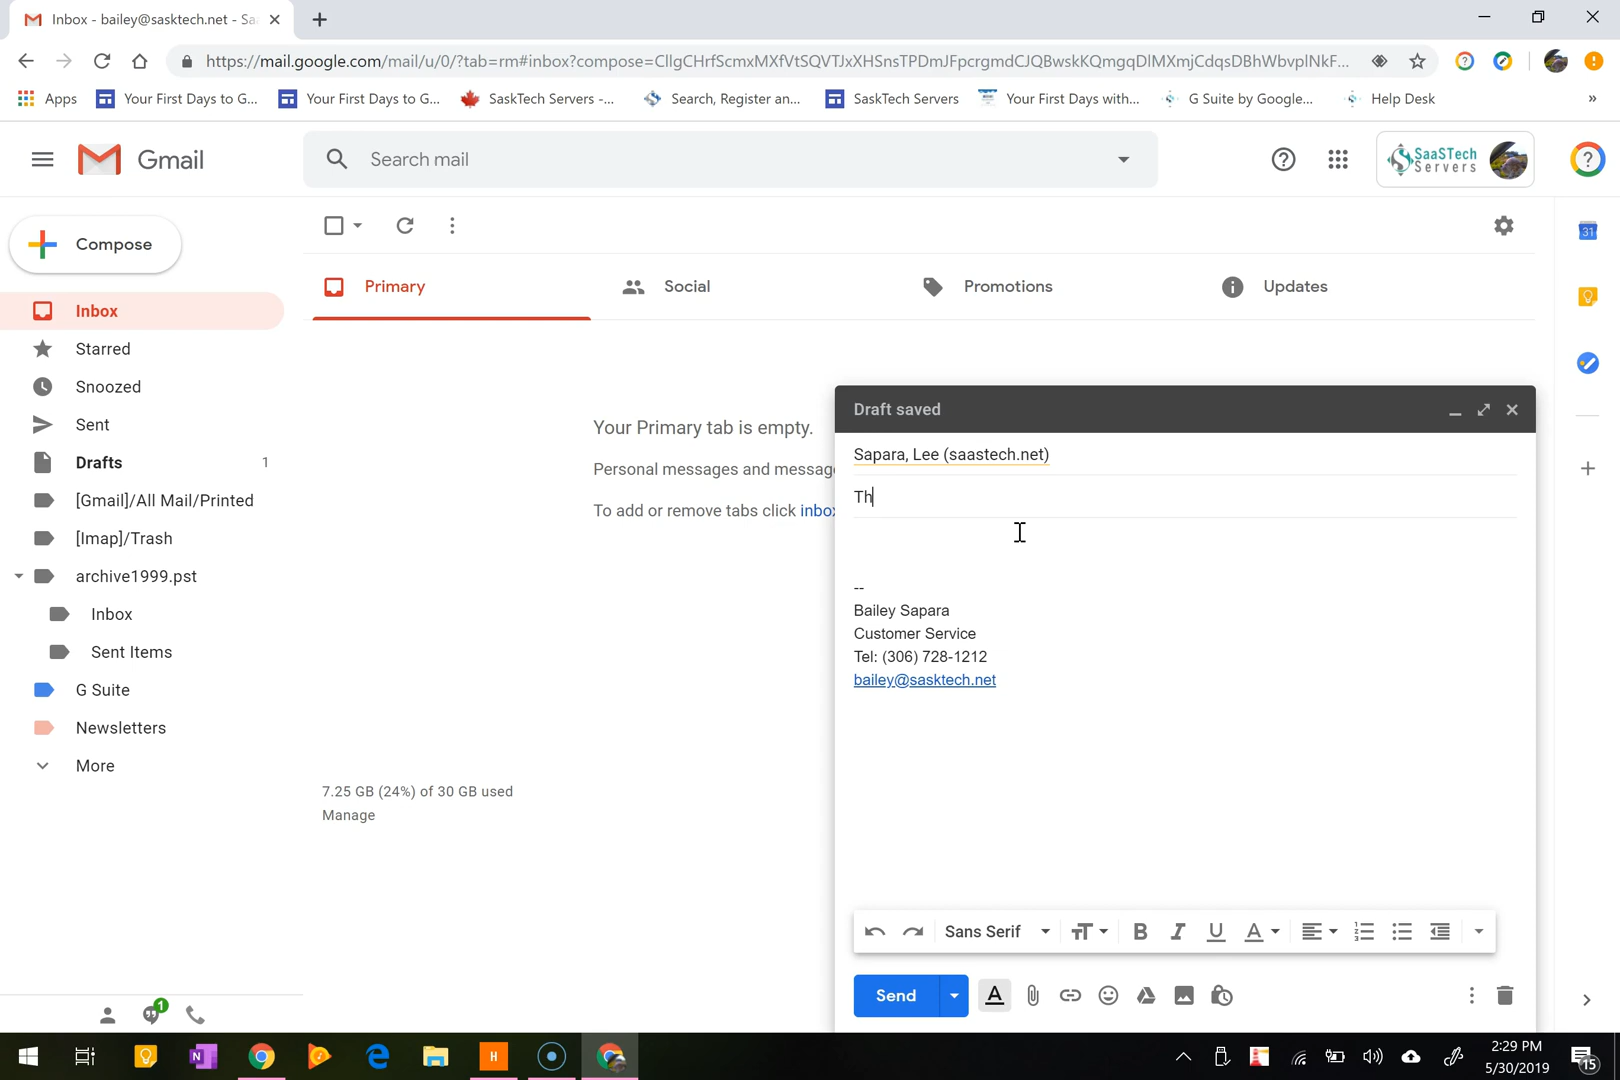 Inbox - bailey@sasktech.net - Saa
https://mail.google.com/mail/u/0/?tab=rm#inbox?compose=CllgCHrfScmxMXfVtSQVTJxXHSnsTPDmJFpcrgmdCJQBwskKQmgqDlMXmjCdqsDBhWbvplNkF...
Apps
Your First Days to G...
Your First Days to G...
SaskTech Servers -...
Search, Register an...
SaskTech Servers
Your First Days with...
G Suite by Google...
Help Desk
»
Gmail
Search mail
SaaSTech
Servers
Compose
Primary
Social
Promotions
Updates
Inbox
Starred
Snoozed
Sent
Drafts 1
[Gmail]/All Mail/Printed
[Imap]/Trash
archive1999.pst
Inbox
Sent Items
G Suite
Newsletters
More
Your Primary tab is empty.
Personal messages and message
To add or remove tabs click inbox
7.25 GB (24%) of 30 GB used
Manage
31
Draft saved
Sapara, Lee (saastech.net)
Th
--
Bailey Sapara
Customer Service
Tel: (306) 728-1212
bailey@sasktech.net
Sans Serif
Send
1
2:29 PM
5/30/2019
15